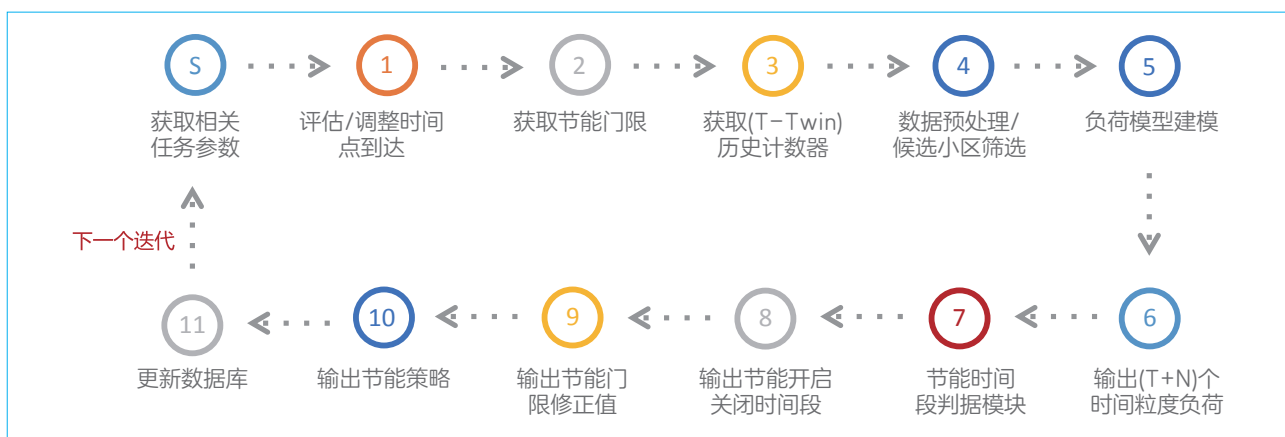 S
获取相关
任务参数
1
评估/调整时间
点到达
2
获取节能门限
3
获取(T-Twin)
历史计数器
4
数据预处理/
候选小区筛选
5
负荷模型建模
6
输出(T+N)个
时间粒度负荷
7
节能时间
段判据模块
8
输出节能开启
关闭时间段
9
输出节能门
限修正值
10
输出节能策略
11
更新数据库
下一个迭代